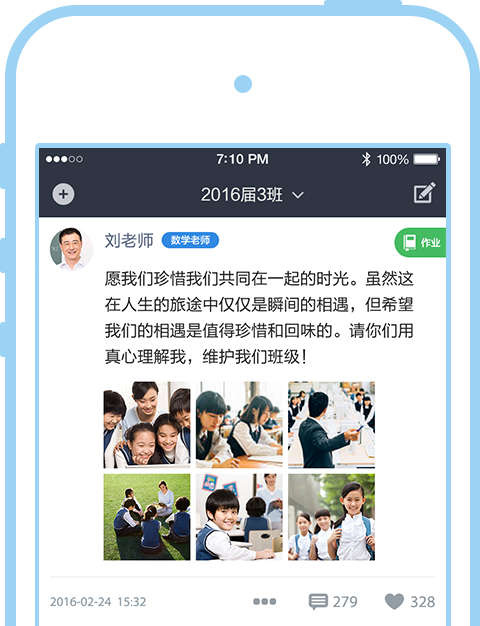 7:10 PM
100%
2016届3班
刘老师
数学老师
作业
愿我们珍惜我们共同在一起的时光。虽然这
在人生的旅途中仅仅是瞬间的相遇，但希望
我们的相遇是值得珍惜和回味的。请你们用
真心理解我，维护我们班级！
2016-02-24 15:32
279
328